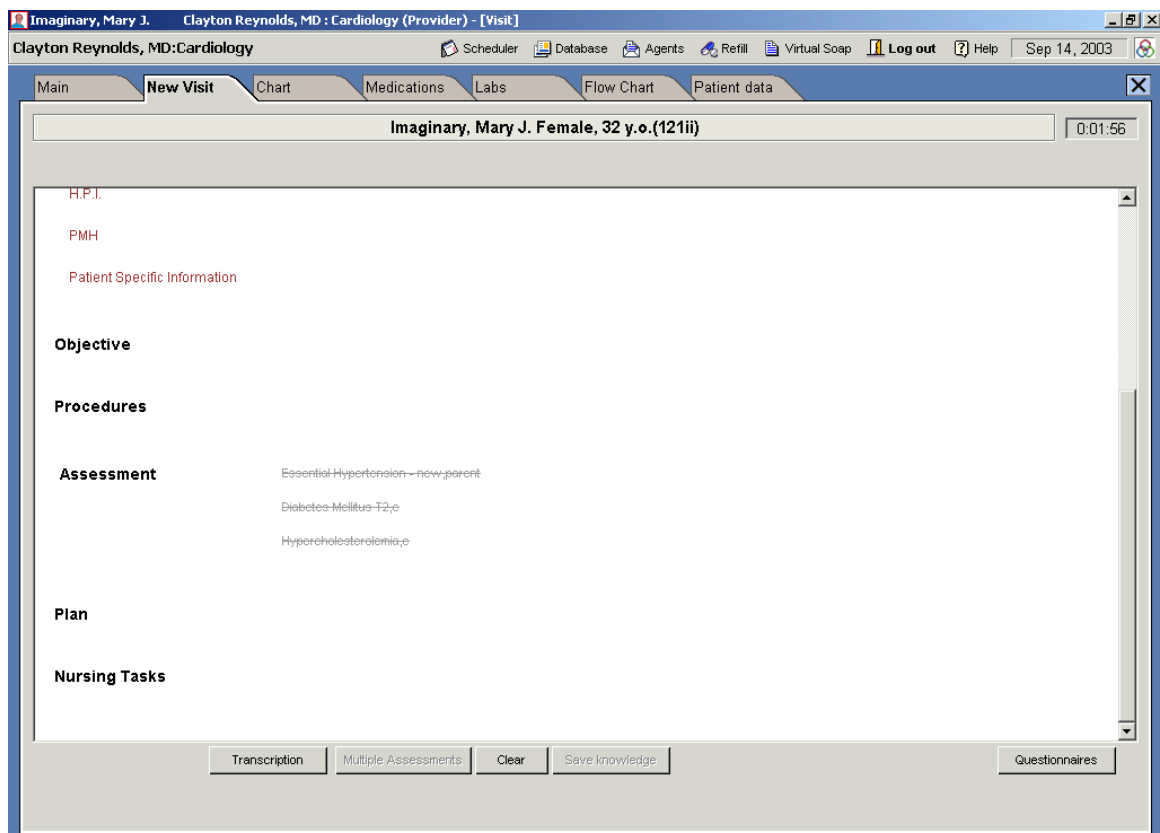 Imaginary, Mary J. Clayton Reynolds, MD : Cardiology (Provider) - [Visit]
Clayton Reynolds, MD:Cardiology Scheduler Database Agents Refill Virtual Soap Log out Help Sep 14, 2003
Main New Visit Chart Medications Labs Flow Chart Patient data
Imaginary, Mary J. Female, 32 y.o.(121ii) 0:01:56
H.P.I.
PMH
Patient Specific Information
Objective
Procedures
Assessment Essential Hypertension - new,parent
Diabetes Mellitus T2,c
Hypercholesterolemia,c
Plan
Nursing Tasks
Transcription Multiple Assessments Clear Save knowledge Questionnaires